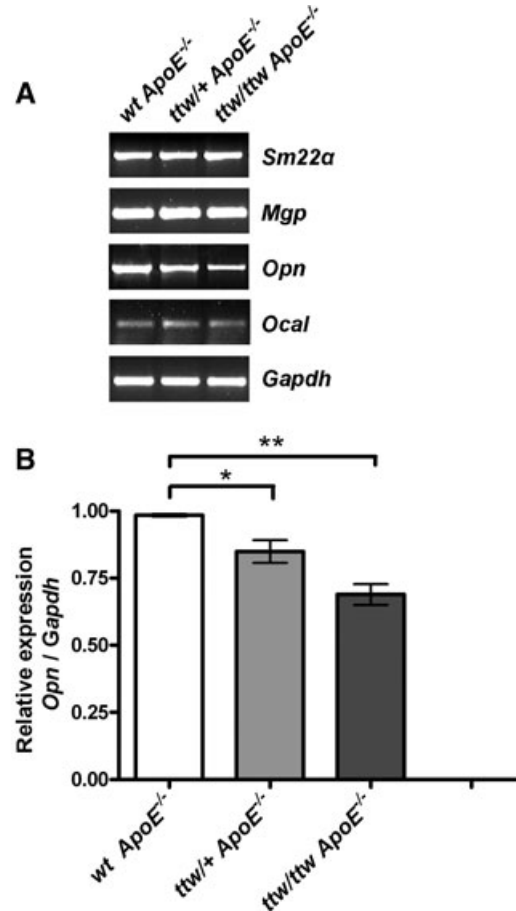 A
wt ApoE-/-
ttw/+ ApoE-/-
ttw/ttw ApoE-/-
Sm22α
Mgp
Opn
Ocal
Gapdh
B
**
*
1.00
0.75
0.50
0.25
0.00
Relative expression
Opn / Gapdh
wt ApoE-/-
ttw/+ ApoE-/-
ttw/ttw ApoE-/-